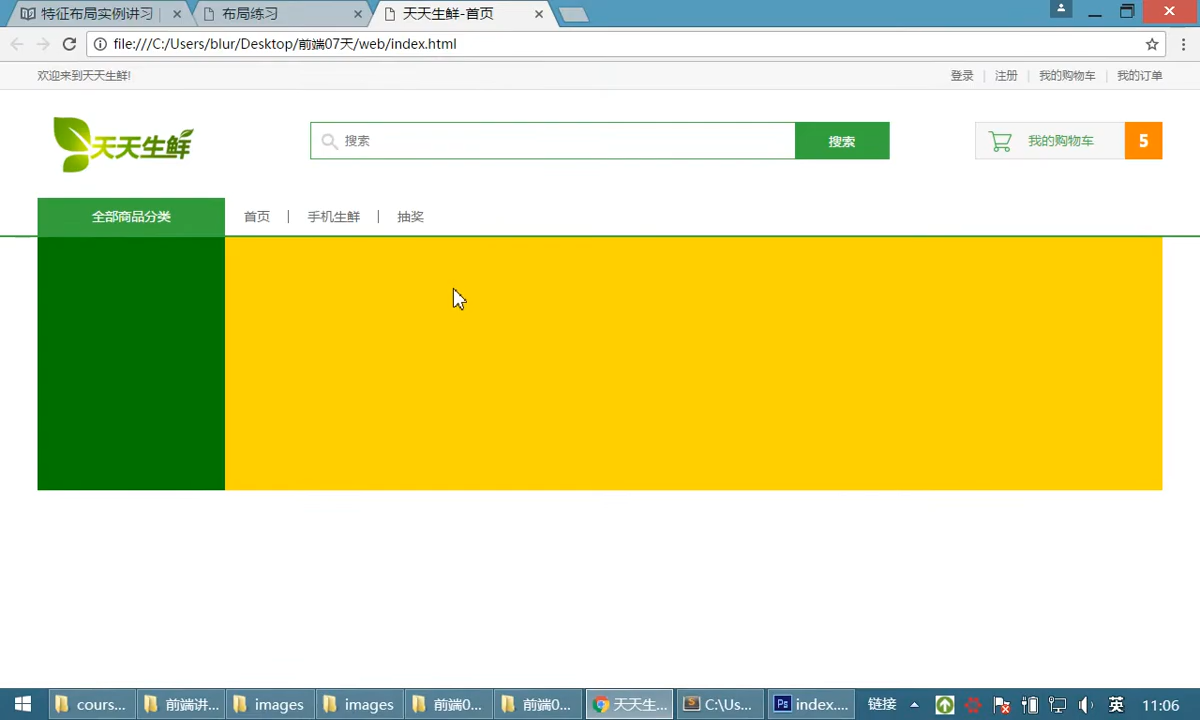 特征布局实例讲习
布局练习
天天生鲜-首页
file:///C:/Users/blur/Desktop/前端07天/web/index.html
欢迎来到天天生鲜!
登录 | 注册 | 我的购物车 | 我的订单
天天生鲜
搜索
搜索
我的购物车
5
全部商品分类
首页 | 手机生鲜 | 抽奖
cours...
前端讲...
images
images
前端0...
前端0...
天天生...
C:\Us...
Ps index....
链接
英
11:06